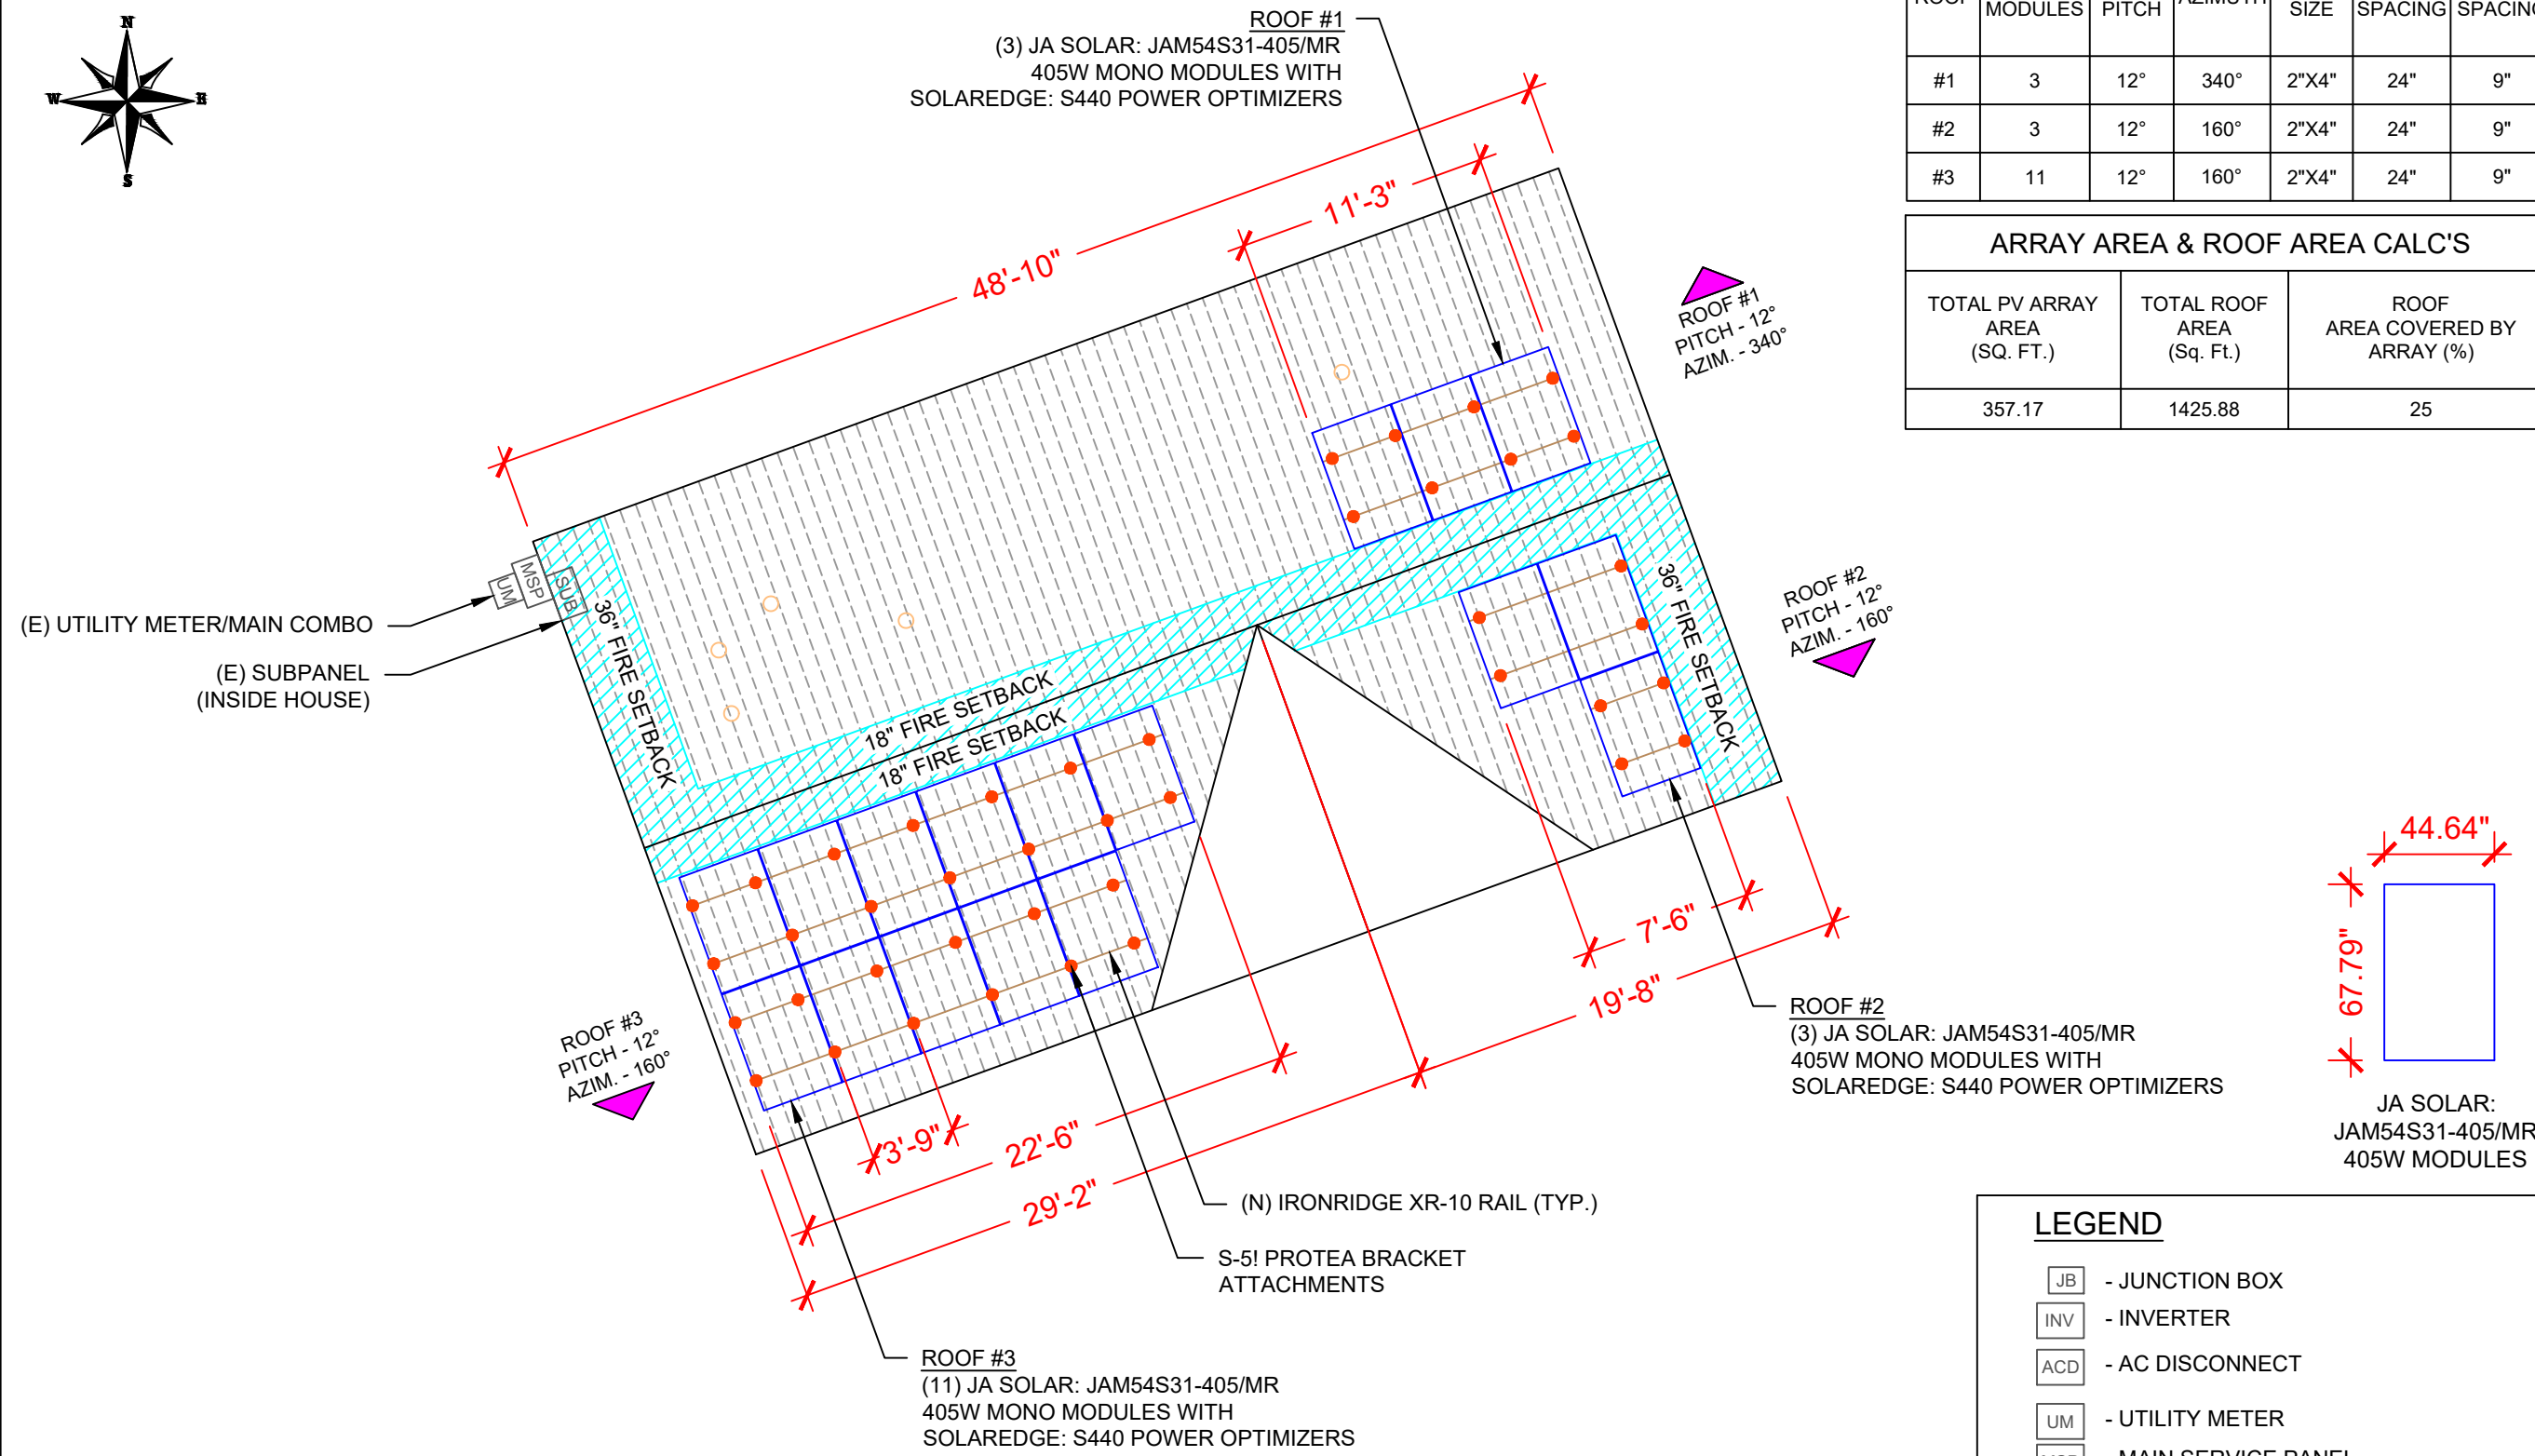 N
W
E
S
ROOF #1
(3) JA SOLAR: JAM54S31-405/MR
405W MONO MODULES WITH
SOLAREDGE: S440 POWER OPTIMIZERS
MODULES PITCH SIZE SPACING SPACING
#1 3 12° 340° 2"X4" 24" 9"
#2 3 12° 160° 2"X4" 24" 9"
#3 11 12° 160° 2"X4" 24" 9"
ARRAY AREA & ROOF AREA CALC'S
TOTAL PV ARRAY
AREA
(SQ. FT.)
TOTAL ROOF
AREA
(Sq. Ft.)
ROOF
AREA COVERED BY
ARRAY (%)
357.17 1425.88 25
48'-10"
11'-3"
ROOF #1
PITCH - 12°
AZIM. - 340°
UM
MSP
SUB
(E) UTILITY METER/MAIN COMBO
(E) SUBPANEL
(INSIDE HOUSE)
36" FIRE SETBACK
18" FIRE SETBACK
18" FIRE SETBACK
36" FIRE SETBACK
ROOF #2
PITCH - 12°
AZIM. - 160°
7'-6"
19'-8"
ROOF #2
(3) JA SOLAR: JAM54S31-405/MR
405W MONO MODULES WITH
SOLAREDGE: S440 POWER OPTIMIZERS
44.64"
67.79"
JA SOLAR:
JAM54S31-405/MR
405W MODULES
ROOF #3
PITCH - 12°
AZIM. - 160°
3'-9"
22'-6"
29'-2"
(N) IRONRIDGE XR-10 RAIL (TYP.)
S-5! PROTEA BRACKET
ATTACHMENTS
ROOF #3
(11) JA SOLAR: JAM54S31-405/MR
405W MONO MODULES WITH
SOLAREDGE: S440 POWER OPTIMIZERS
LEGEND
JB - JUNCTION BOX
INV - INVERTER
ACD - AC DISCONNECT
UM - UTILITY METER
- MAIN SERVICE PANEL